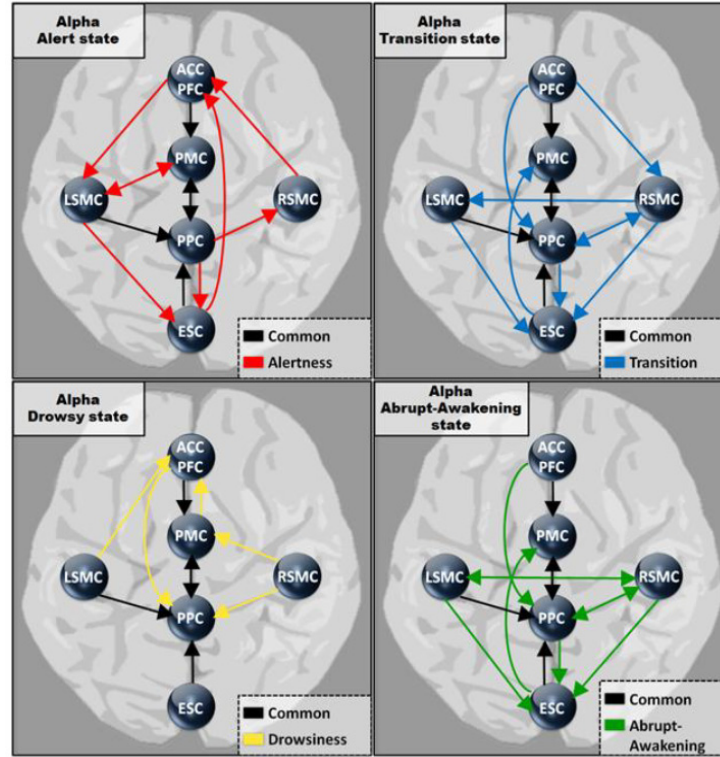 Alpha
Alert state
ACC
PFC
PMC
LSMC
RSMC
PPC
ESC
Common
Alertness
Alpha
Transition state
ACC
PFC
PMC
LSMC
RSMC
PPC
ESC
Common
Transition
Alpha
Drowsy state
ACC
PFC
PMC
LSMC
RSMC
PPC
ESC
Common
Drowsiness
Alpha
Abrupt-Awakening
state
ACC
PFC
PMC
LSMC
RSMC
PPC
ESC
Common
Abrupt-
Awakening